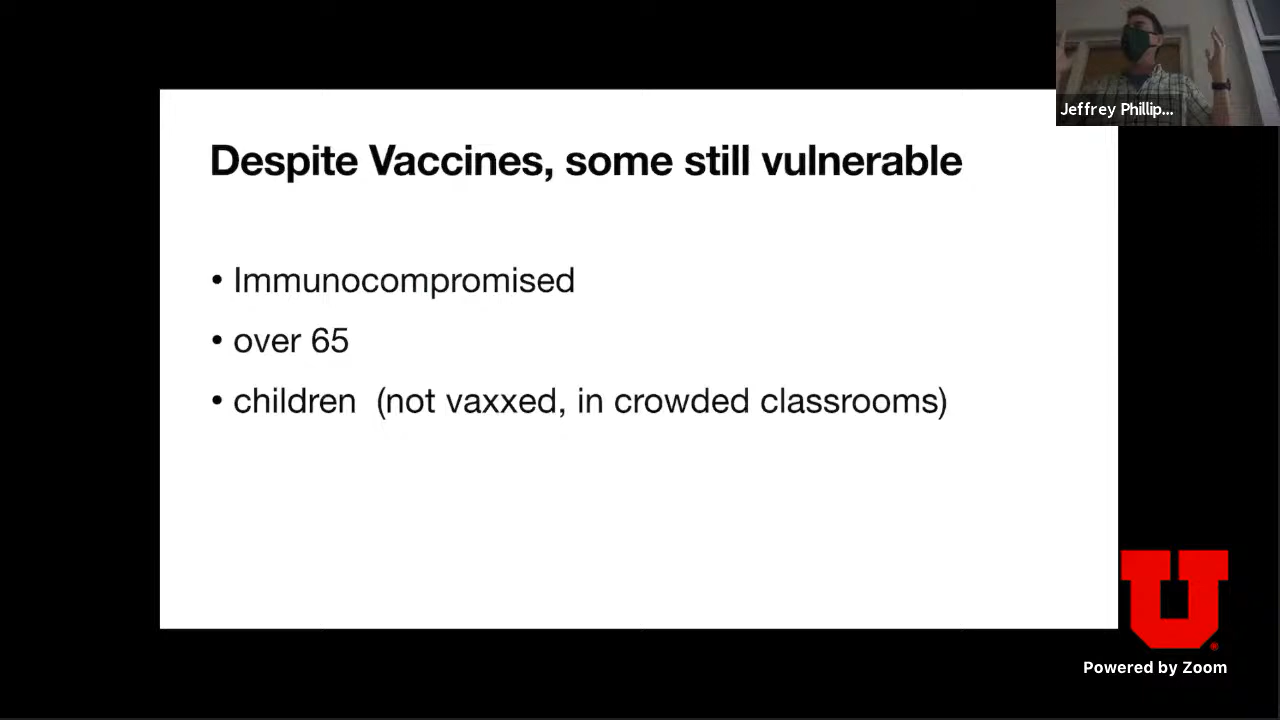 Jeffrey Phillip...
Despite Vaccines, some still vulnerable
• Immunocompromised
• over 65
• children (not vaxxed, in crowded classrooms)
U
Powered by Zoom